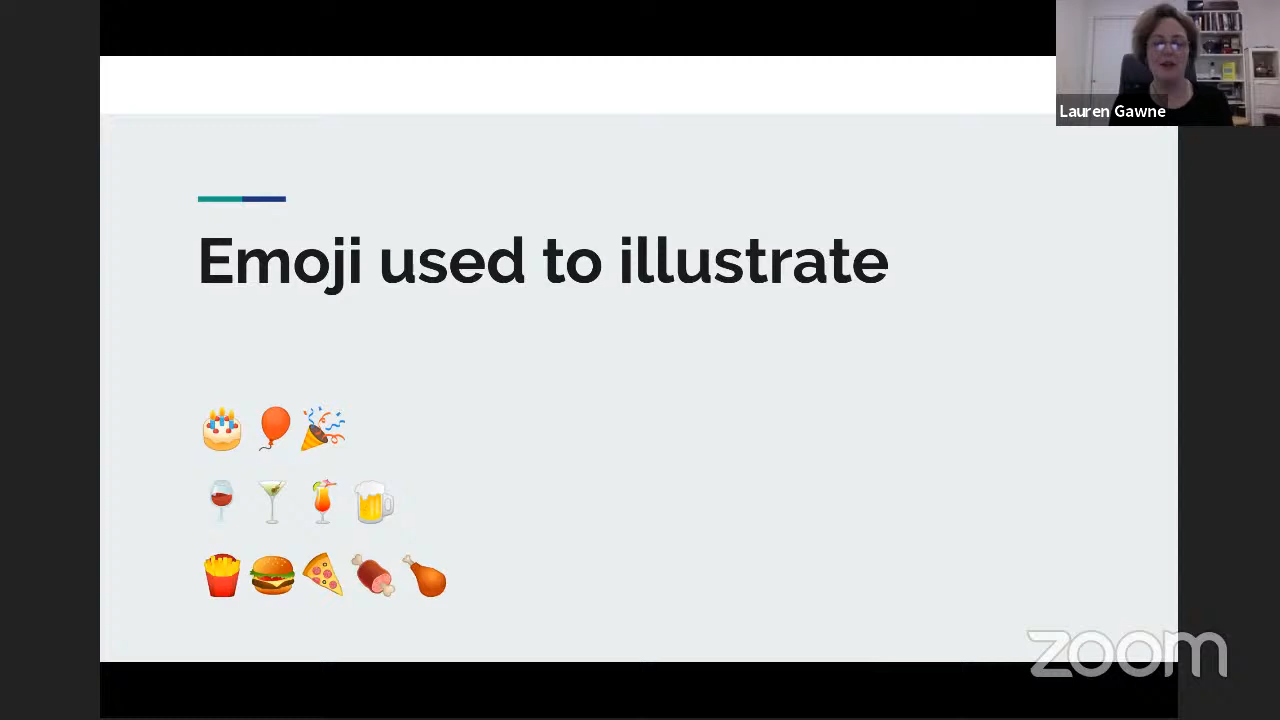 Lauren Gawne
Emoji used to illustrate
🎂🎈🎉
🍷🍸🍹🍺
🍟🍔🍕🍖🍗
zoom